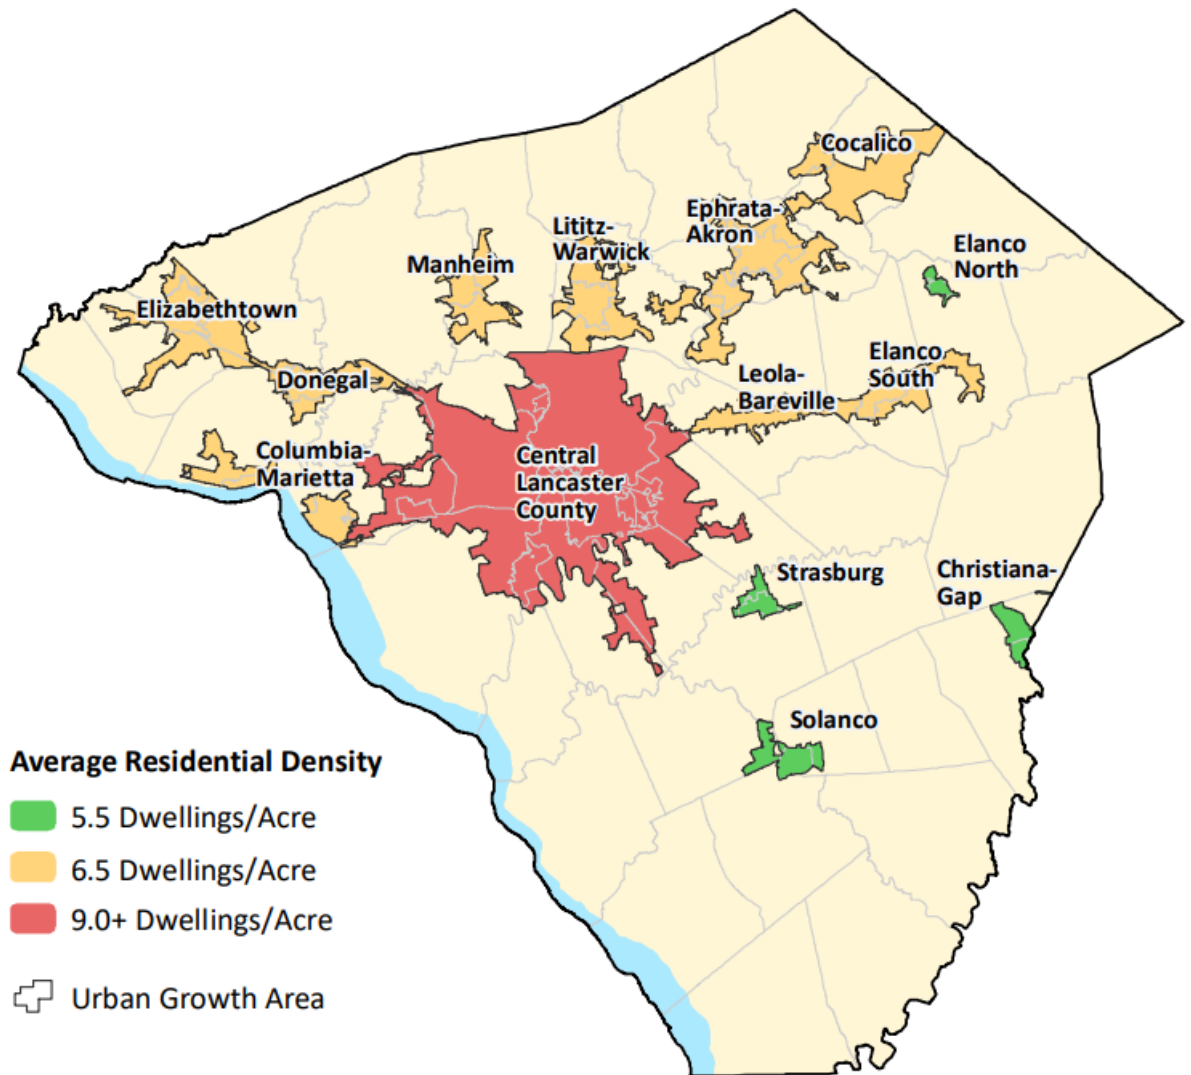 Cocalico
Ephrata-
Akron
Lititz-
Warwick
Elanco
North
Manheim
Elizabethtown
Elanco
South
Leola-
Bareville
Donegal
Columbia-
Marietta
Central
Lancaster
County
Strasburg
Christiana-
Gap
Solanco
Average Residential Density
5.5 Dwellings/Acre
6.5 Dwellings/Acre
9.0+ Dwellings/Acre
Urban Growth Area